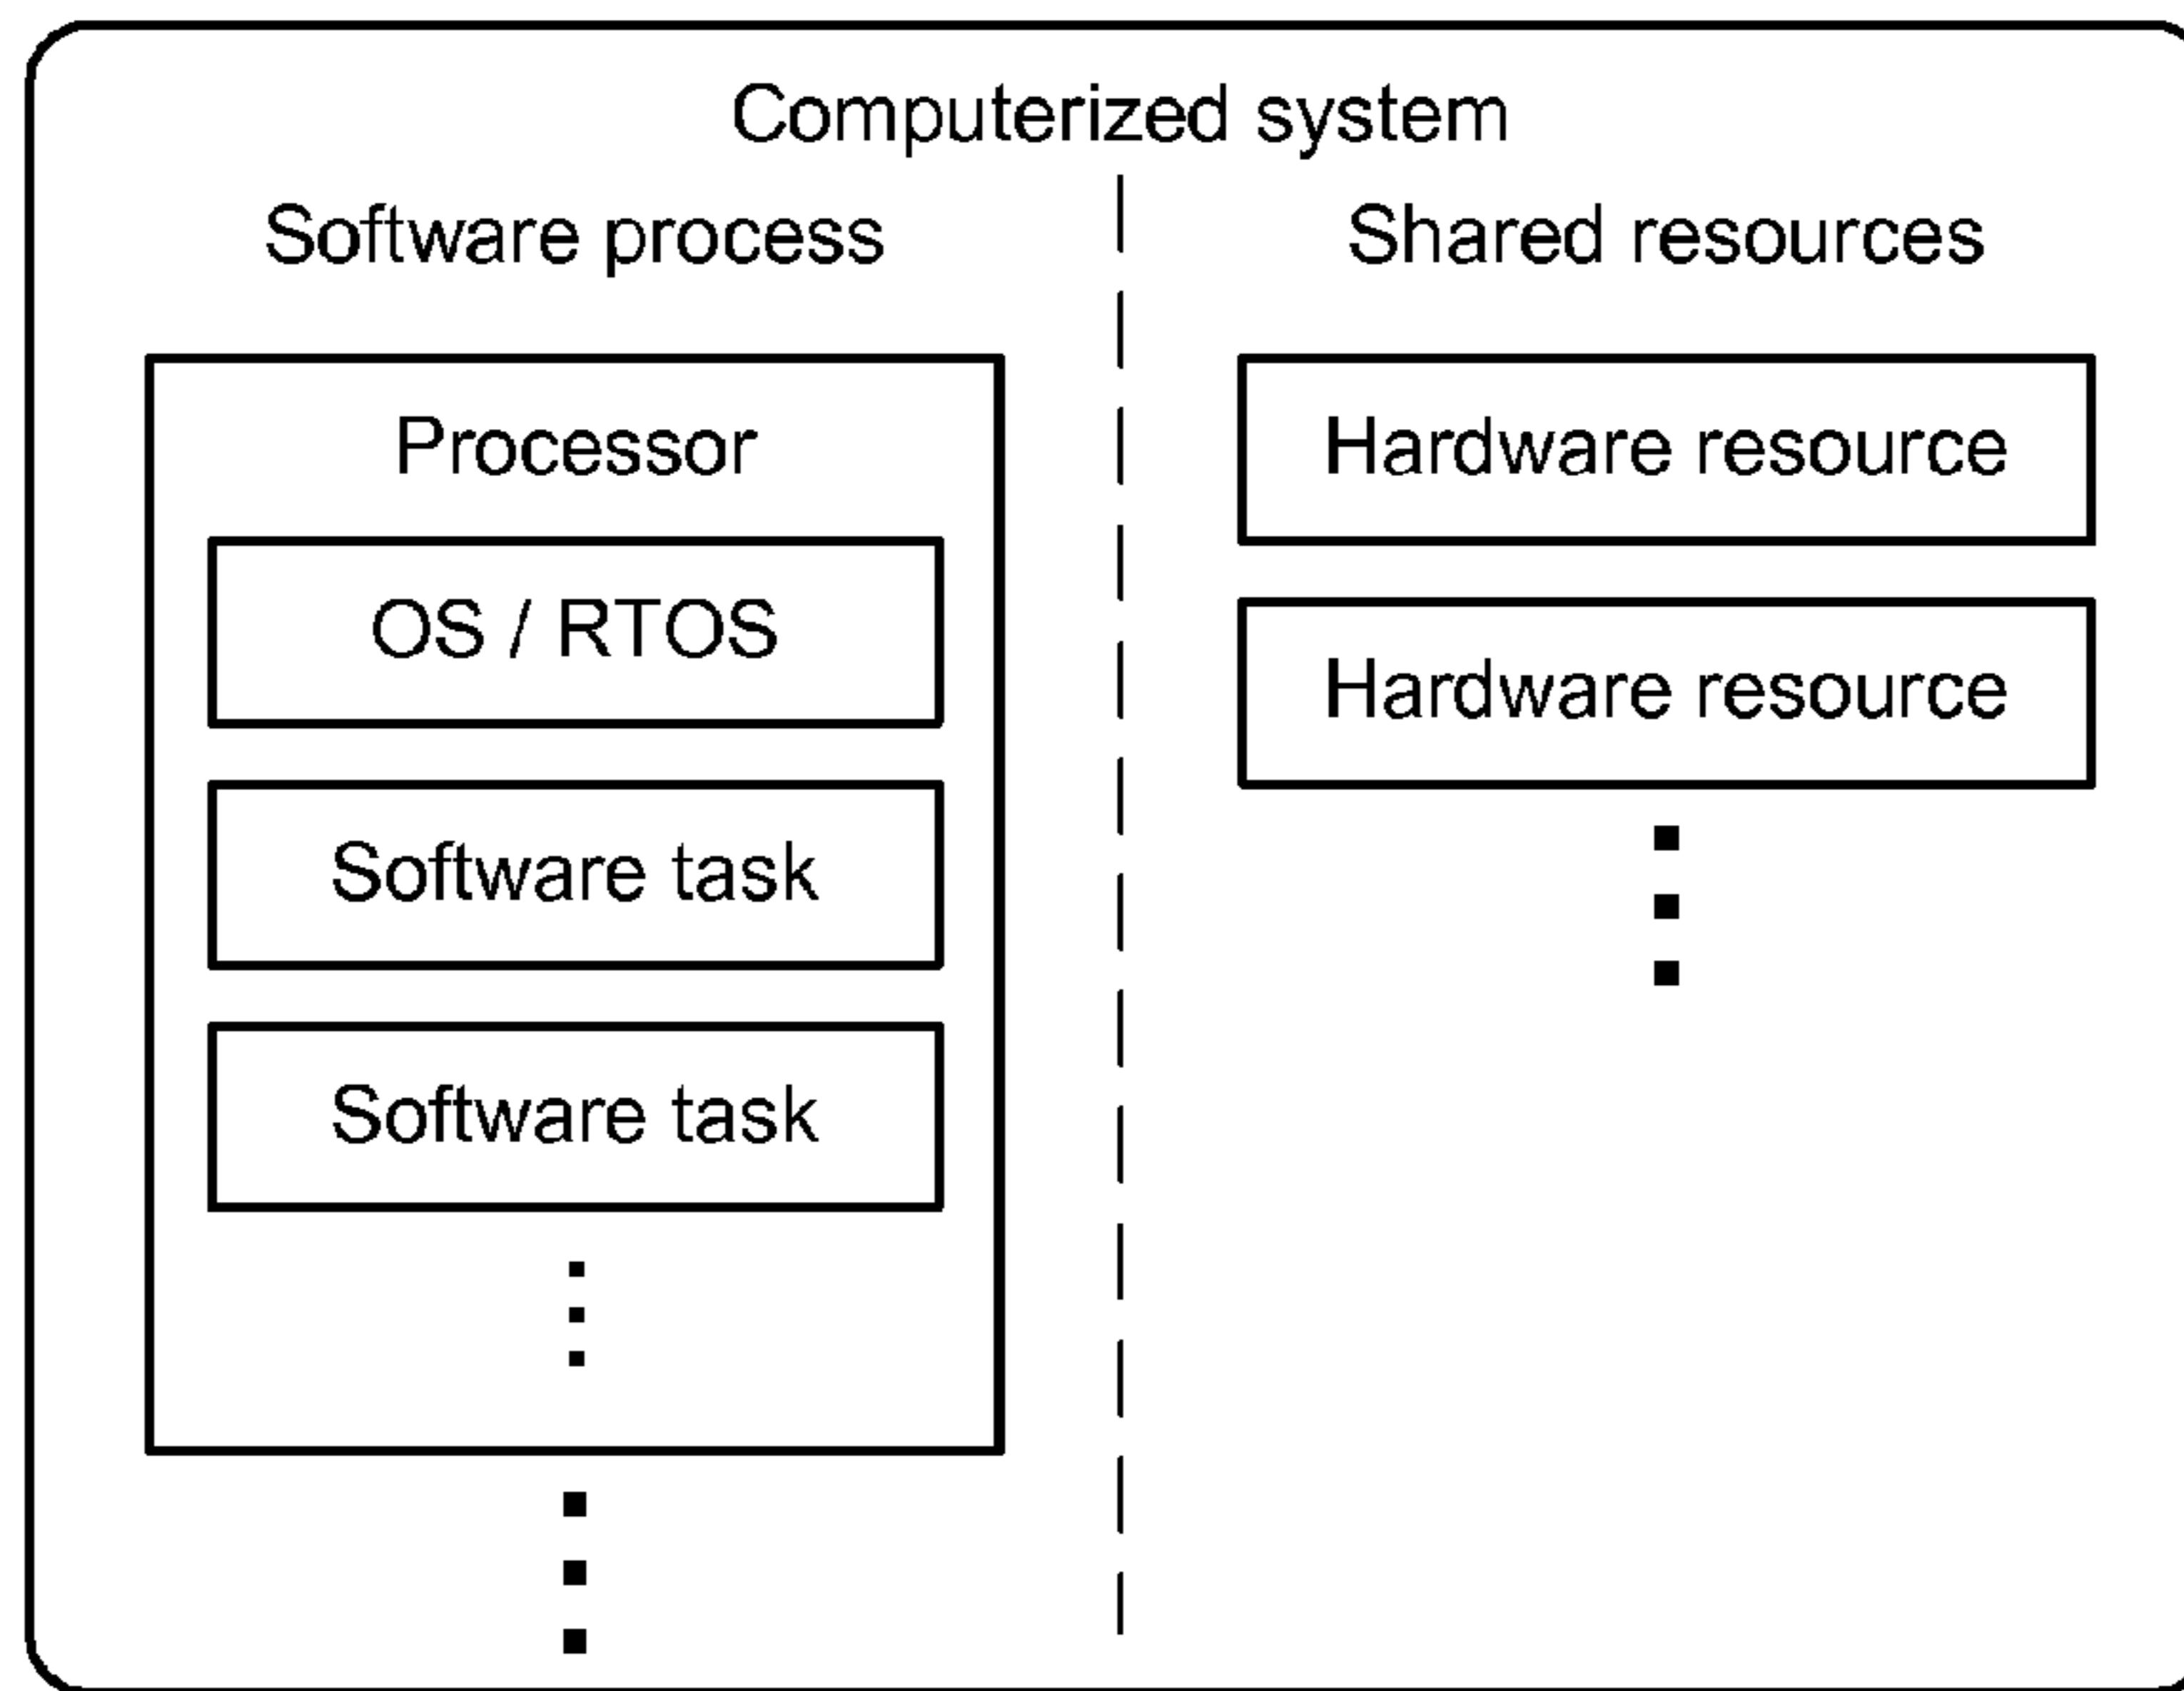 Computerized system
Software process
Shared resources
Processor
OS / RTOS
Software task
Software task
Hardware resource
Hardware resource